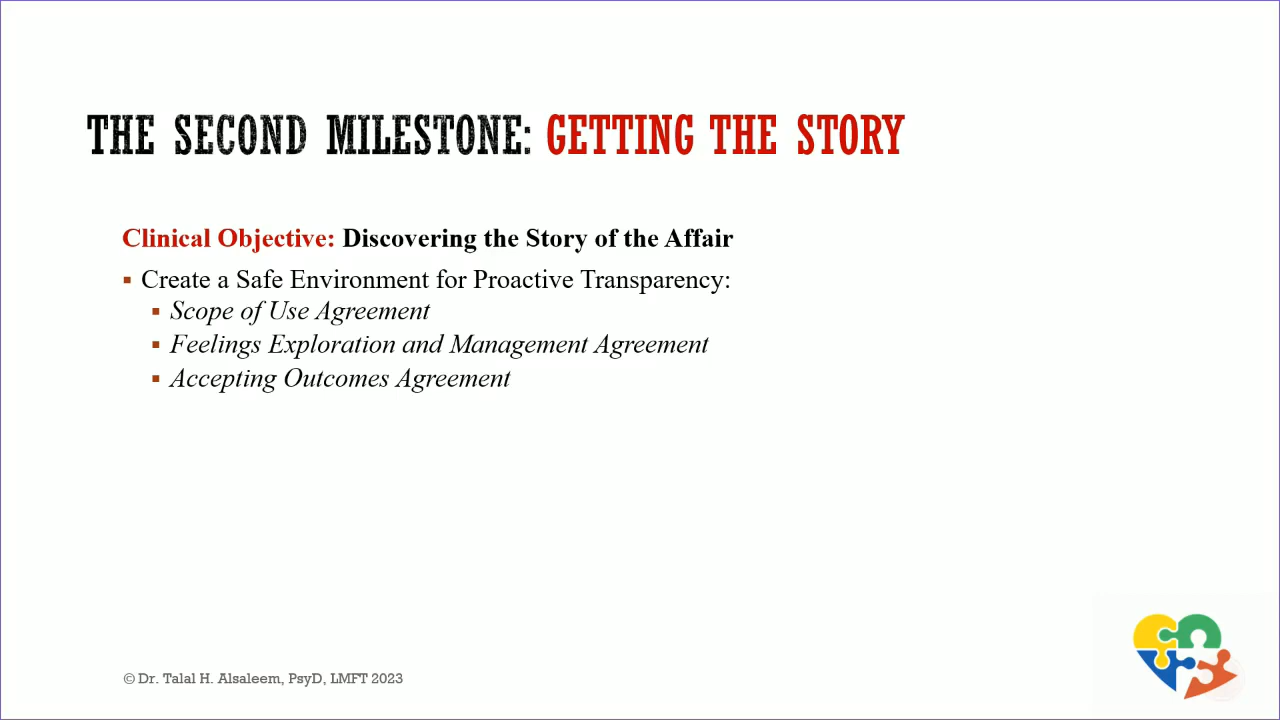 THE SECOND MILESTONE: GETTING THE STORY
Clinical Objective: Discovering the Story of the Affair
▪ Create a Safe Environment for Proactive Transparency:
▪ Scope of Use Agreement
▪ Feelings Exploration and Management Agreement
▪ Accepting Outcomes Agreement
© Dr. Talal H. Alsaleem, PsyD, LMFT 2023